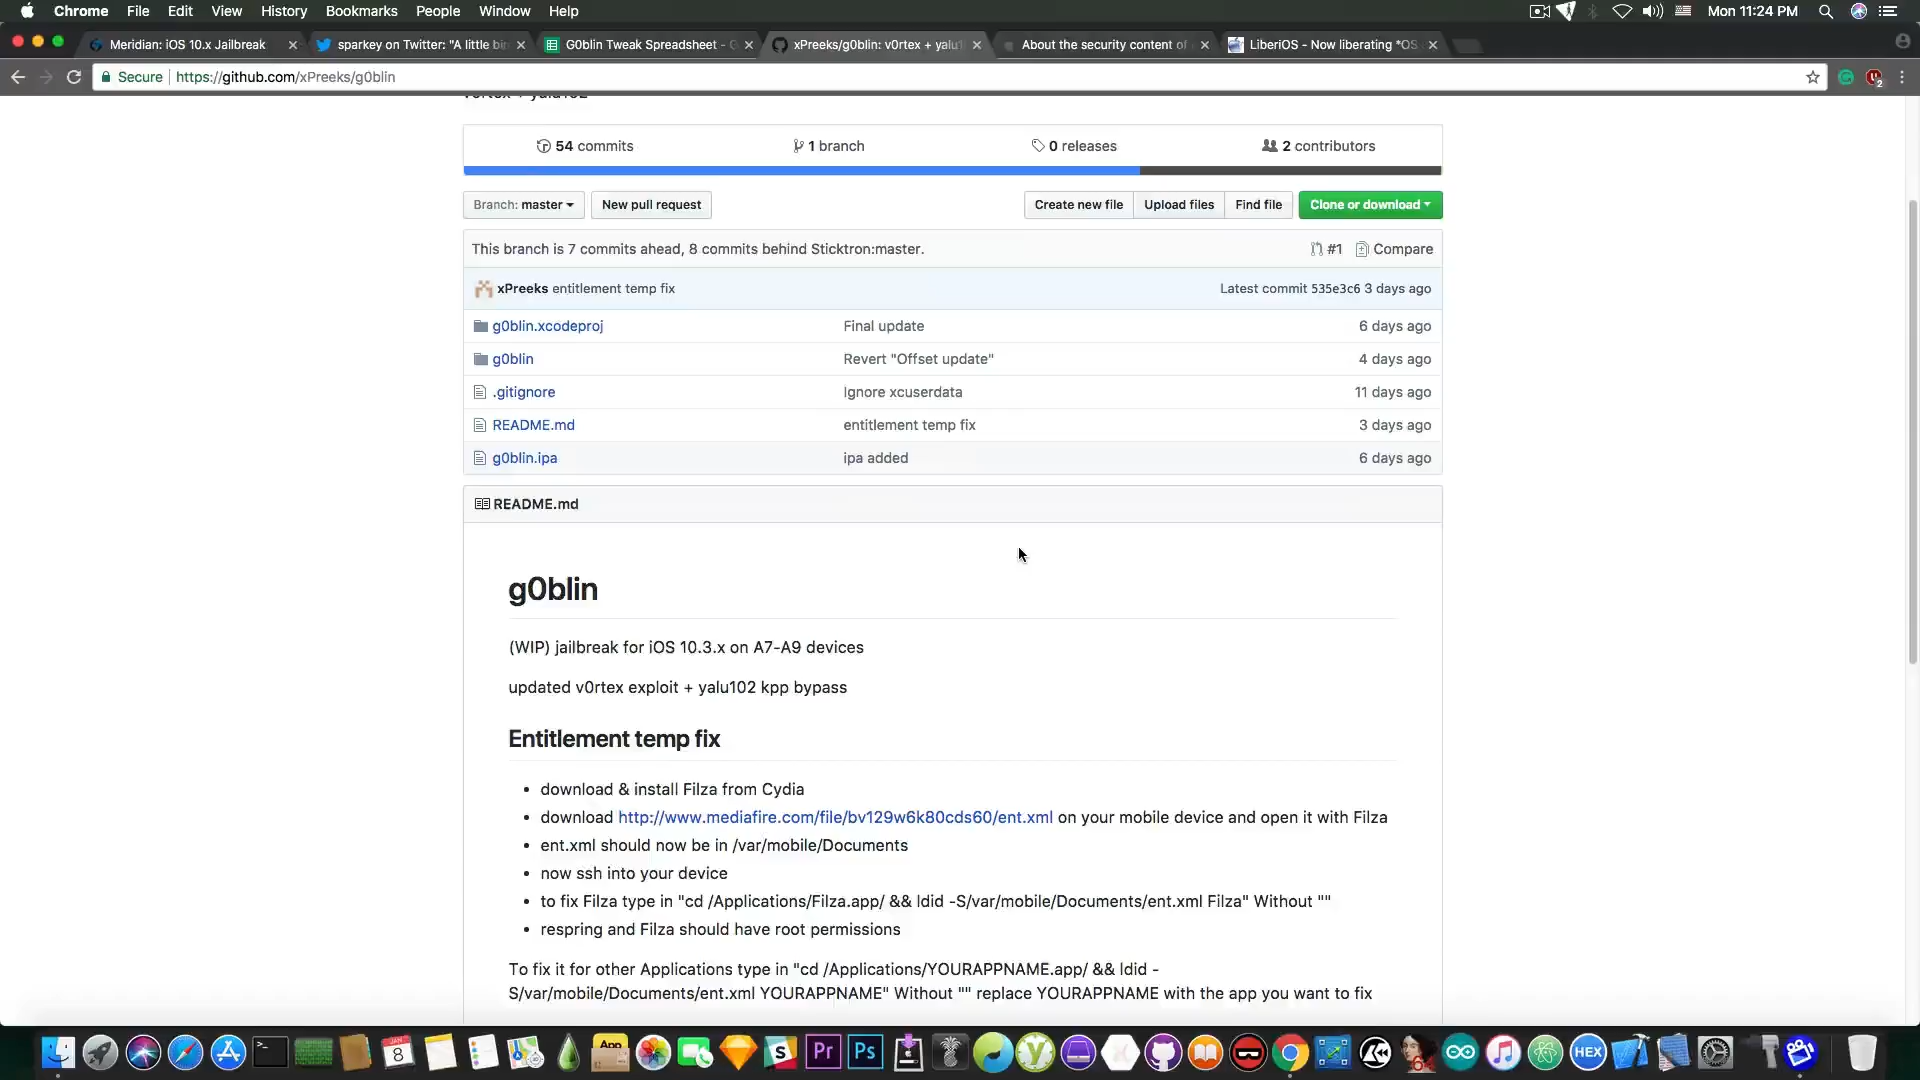 Chrome File Edit View History Bookmarks People Window Help Mon 11:24 PM
Meridian: iOS 10.x Jailbreak sparkey on Twitter: "A little bi G0blin Tweak Spreadsheet - G xPreeks/g0blin: v0rtex + yalu1 About the security content of LiberiOS - Now liberating *OS
Secure https://github.com/xPreeks/g0blin
v0rtex + yalu102
54 commits 1 branch 0 releases 2 contributors
Branch: master New pull request Create new file Upload files Find file Clone or download
This branch is 7 commits ahead, 8 commits behind Sticktron:master. #1 Compare
xPreeks entitlement temp fix Latest commit 535e3c6 3 days ago
g0blin.xcodeproj Final update 6 days ago
g0blin Revert "Offset update" 4 days ago
.gitignore Ignore xcuserdata 11 days ago
README.md entitlement temp fix 3 days ago
g0blin.ipa ipa added 6 days ago
README.md
g0blin
(WIP) jailbreak for iOS 10.3.x on A7-A9 devices
updated v0rtex exploit + yalu102 kpp bypass
Entitlement temp fix
• download & install Filza from Cydia
• download http://www.mediafire.com/file/bv129w6k80cds60/ent.xml on your mobile device and open it with Filza
• ent.xml should now be in /var/mobile/Documents
• now ssh into your device
• to fix Filza type in "cd /Applications/Filza.app/ && ldid -S/var/mobile/Documents/ent.xml Filza" Without ""
• respring and Filza should have root permissions
To fix it for other Applications type in "cd /Applications/YOURAPPNAME.app/ && ldid -
S/var/mobile/Documents/ent.xml YOURAPPNAME" Without "" replace YOURAPPNAME with the app you want to fix
JAN 8 App S Pr Ps HEX